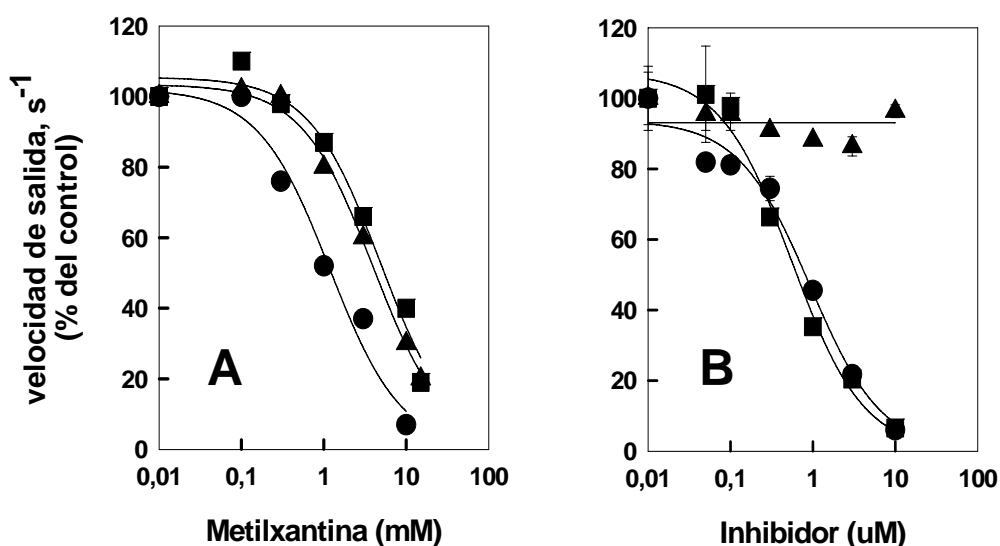 velocidad de salida, s⁻¹
(% del control)
120
100
80
60
40
20
0
A
0,01 0,1 1 10 100
Metilxantina (mM)
120
100
80
60
40
20
0
B
0,01 0,1 1 10 100
Inhibidor (uM)